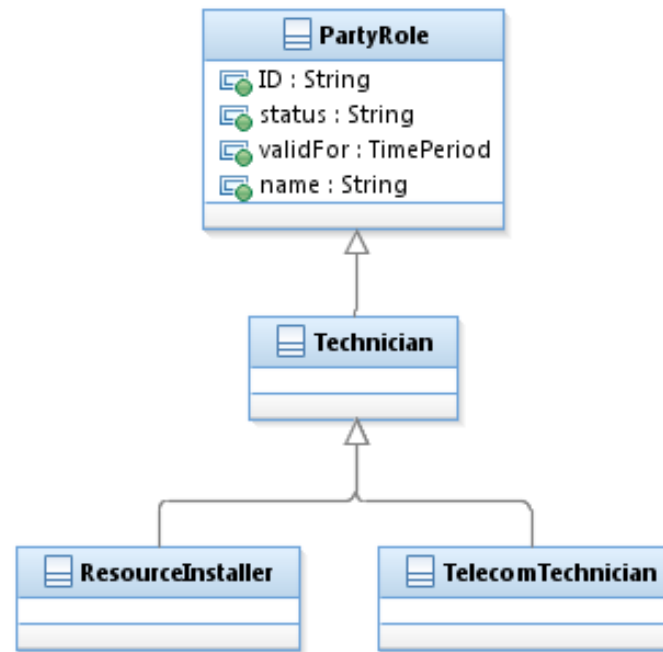 PartyRole
ID : String
status : String
validFor : TimePeriod
name : String
Technician
ResourceInstaller
TelecomTechnician